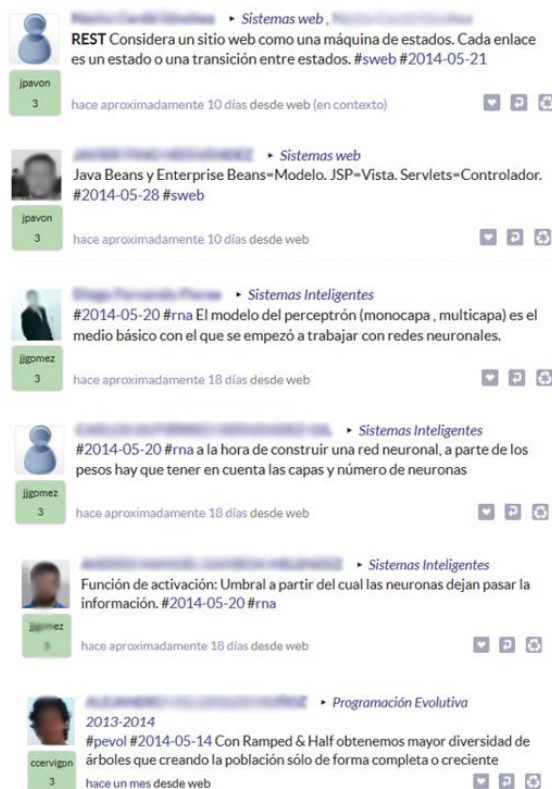 ▸ Sistemas web ,
REST Considera un sitio web como una máquina de estados. Cada enlace
es un estado o una transición entre estados. #sweb #2014-05-21
jpavon
3
hace aproximadamente 10 días desde web (en contexto)
▸ Sistemas web
Java Beans y Enterprise Beans=Modelo. JSP=Vista. Servlets=Controlador.
#2014-05-28 #sweb
jpavon
3
hace aproximadamente 10 días desde web
▸ Sistemas Inteligentes
#2014-05-20 #rna El modelo del perceptrón (monocapa , multicapa) es el
medio básico con el que se empezó a trabajar con redes neuronales.
jjgomez
3
hace aproximadamente 18 días desde web
▸ Sistemas Inteligentes
#2014-05-20 #rna a la hora de construir una red neuronal, a parte de los
pesos hay que tener en cuenta las capas y número de neuronas
jjgomez
3
hace aproximadamente 18 días desde web
▸ Sistemas Inteligentes
Función de activación: Umbral a partir del cual las neuronas dejan pasar la
información. #2014-05-20 #rna
jjgomez
3
hace aproximadamente 18 días desde web
▸ Programación Evolutiva
2013-2014
#pevol #2014-05-14 Con Ramped & Half obtenemos mayor diversidad de
árboles que creando la población sólo de forma completa o creciente
ccervigon
3
hace un mes desde web